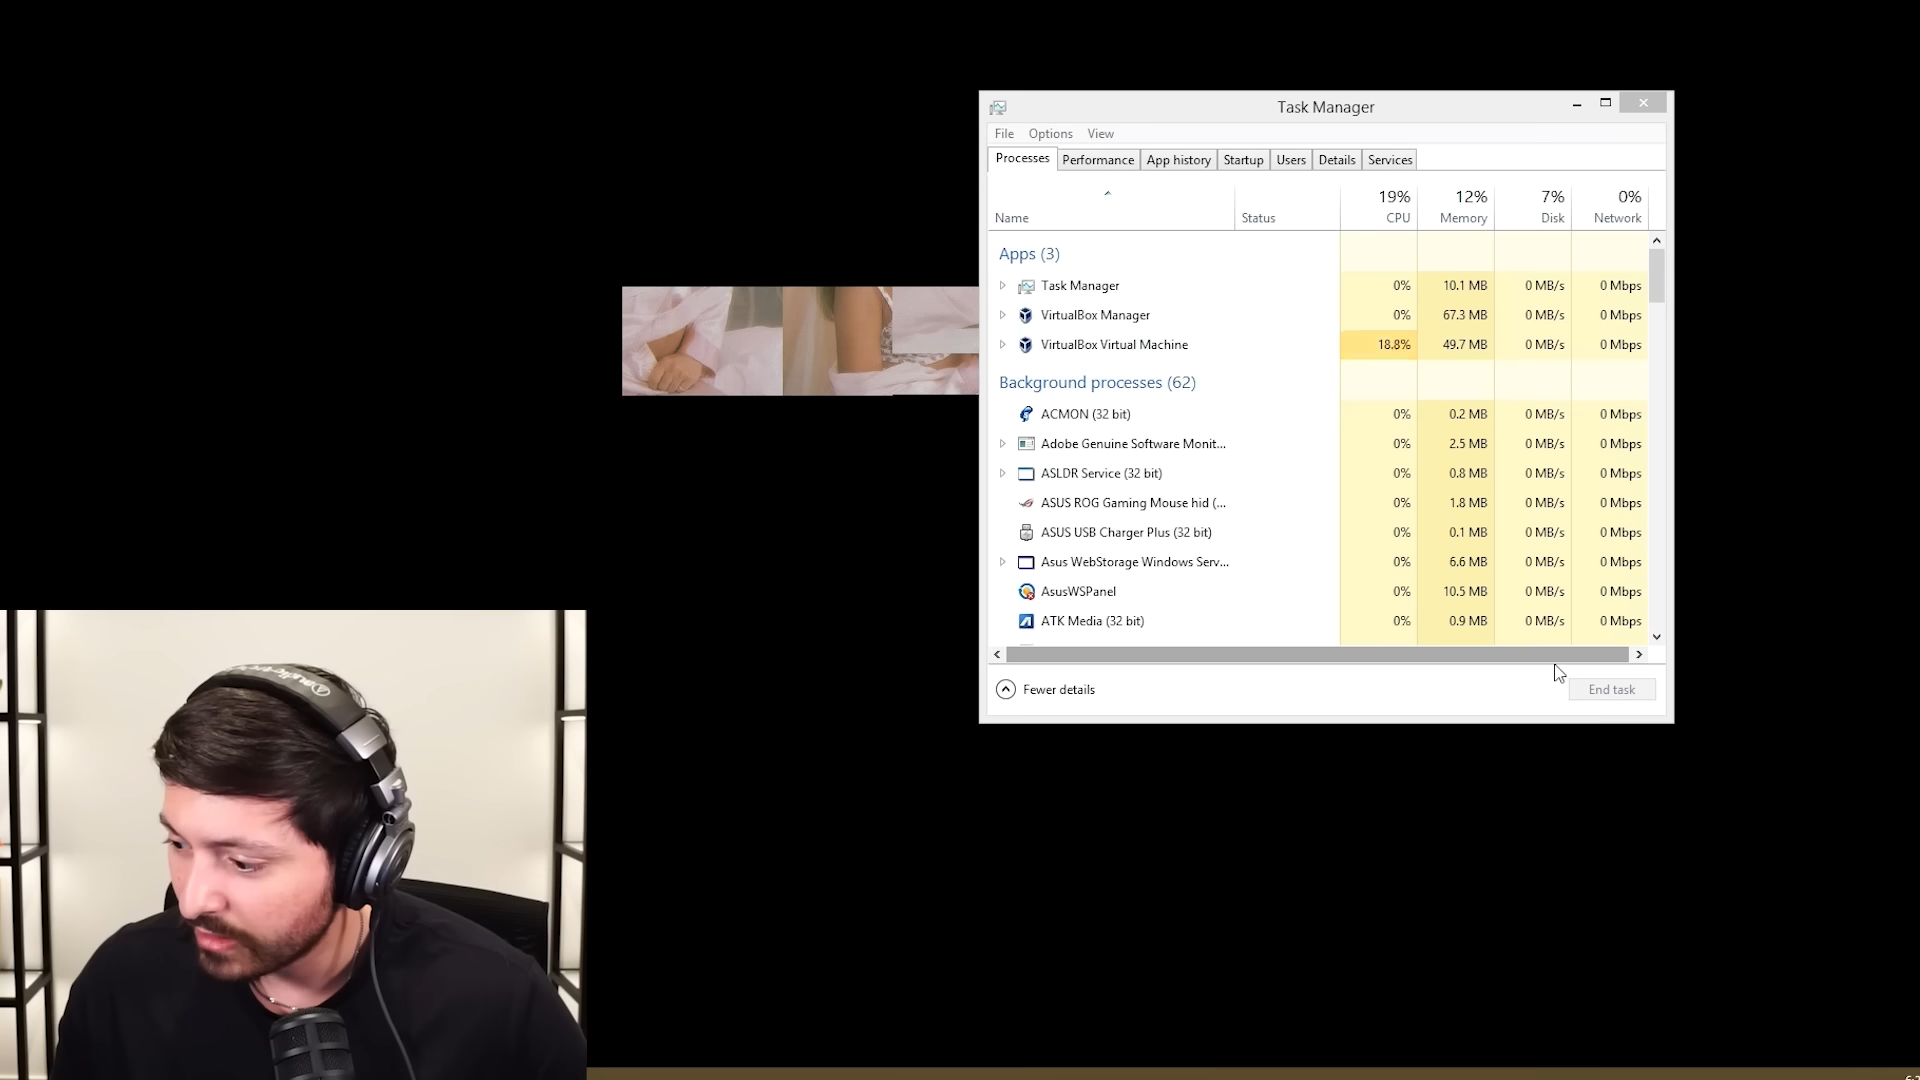 Task Manager
File Options View
Processes Performance App history Startup Users Details Services
19% 12% 7% 0%
Name Status CPU Memory Disk Network
Apps (3)
Task Manager 0% 10.1 MB 0 MB/s 0 Mbps
VirtualBox Manager 0% 67.3 MB 0 MB/s 0 Mbps
VirtualBox Virtual Machine 18.8% 49.7 MB 0 MB/s 0 Mbps
Background processes (62)
ACMON (32 bit) 0% 0.2 MB 0 MB/s 0 Mbps
Adobe Genuine Software Monit... 0% 2.5 MB 0 MB/s 0 Mbps
ASLDR Service (32 bit) 0% 0.8 MB 0 MB/s 0 Mbps
ASUS ROG Gaming Mouse hid (... 0% 1.8 MB 0 MB/s 0 Mbps
ASUS USB Charger Plus (32 bit) 0% 0.1 MB 0 MB/s 0 Mbps
Asus WebStorage Windows Serv... 0% 6.6 MB 0 MB/s 0 Mbps
AsusWSPanel 0% 10.5 MB 0 MB/s 0 Mbps
ATK Media (32 bit) 0% 0.9 MB 0 MB/s 0 Mbps
Fewer details End task